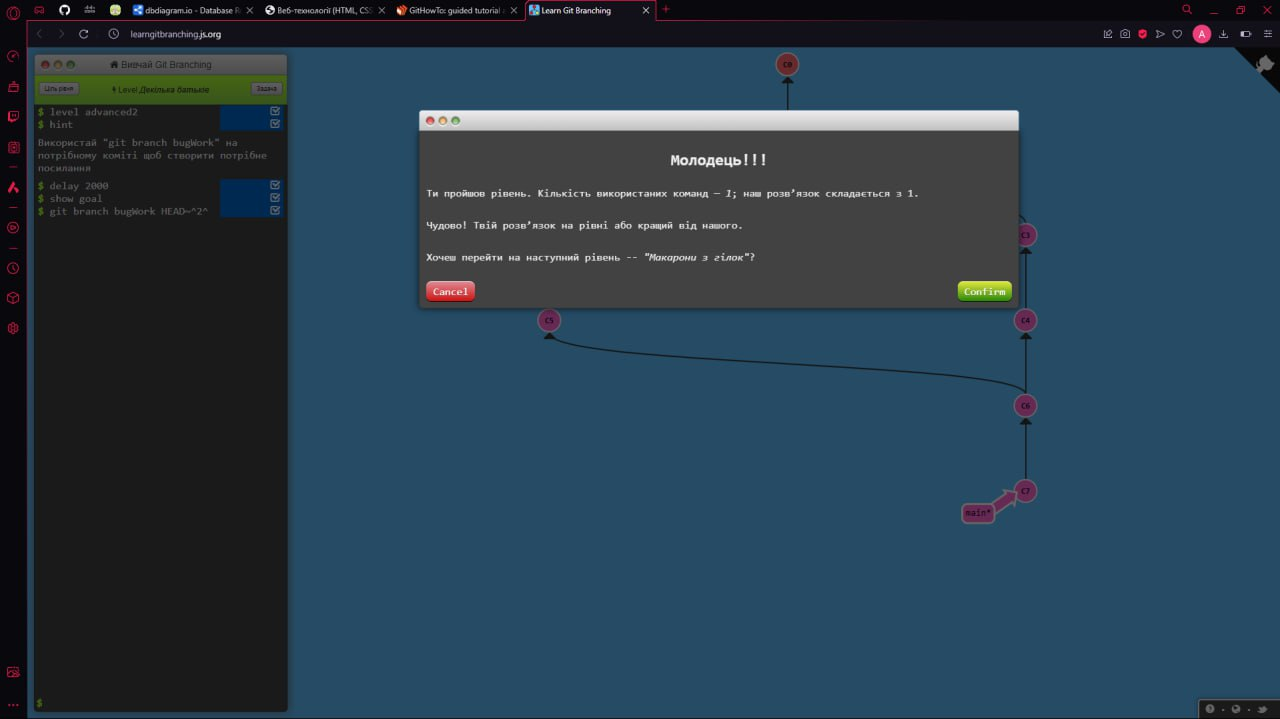 dbdiagram.io - Database R
Веб-технології (HTML, CSS
GitHowTo: guided tutorial
Learn Git Branching
learngitbranching.js.org
A
Вивчай Git Branching
Ціль рівня
Level Декілька батьків
Задача
$ level advanced2
$ hint
Використай "git branch bugWork" на
потрібному коміті щоб створити потрібне
посилання
$ delay 2000
$ show goal
$ git branch bugWork HEAD~^2^
$
C0
Молодець!!!
Ти пройшов рівень. Кількість використаних команд – 1; наш розв’язок складається з 1.
Чудово! Твій розв’язок на рівні або кращий від нашого.
Хочеш перейти на наступний рівень -- "Макарони з гілок"?
Cancel
Confirm
C3
C5
C4
C6
C7
main*